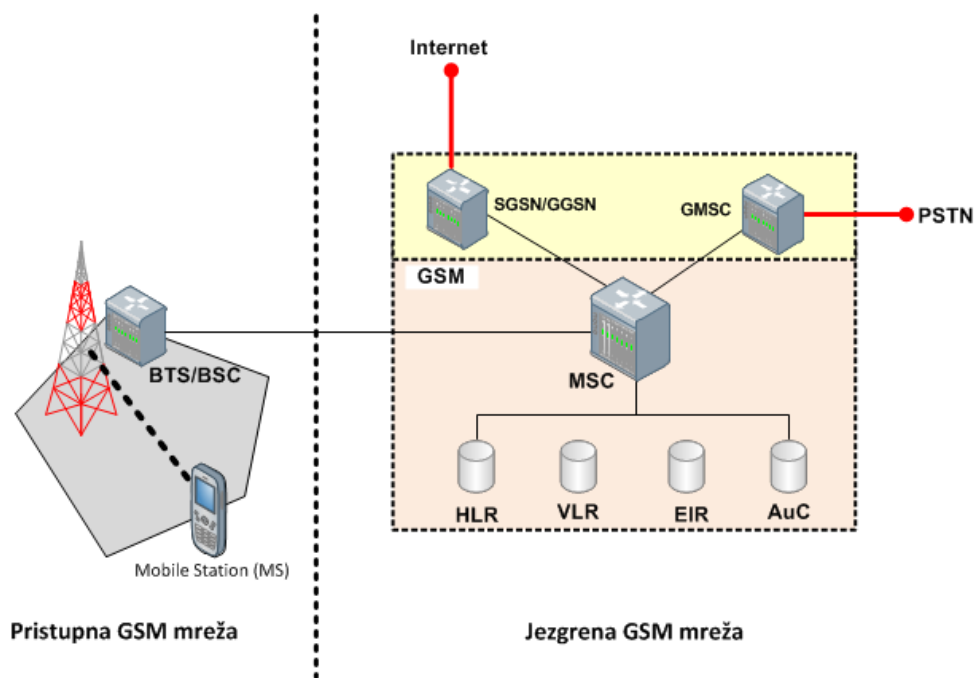 Internet
SGSN/GGSN
GMSC
PSTN
GSM
BTS/BSC
MSC
HLR
VLR
EIR
AuC
Mobile Station (MS)
Pristupna GSM mreža
Jezgrena GSM mreža